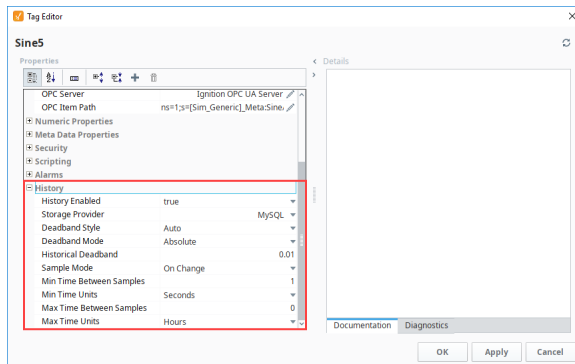 Tag Editor
Sine5
Properties
Details
OPC Server Ignition OPC UA Server
OPC Item Path ns=1;s=[Sim_Generic]_Meta:Sine/
Numeric Properties
Meta Data Properties
Security
Scripting
Alarms
History
History Enabled true
Storage Provider MySQL
Deadband Style Auto
Deadband Mode Absolute
Historical Deadband 0.01
Sample Mode On Change
Min Time Between Samples 1
Min Time Units Seconds
Max Time Between Samples 0
Max Time Units Hours
Documentation Diagnostics
OK Apply Cancel